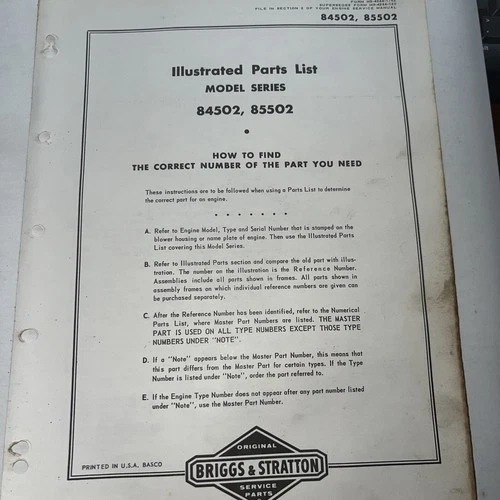 FILE IN SECTION 5 OF YOUR ENGINE SERVICE MANUAL
84502, 85502
Illustrated Parts List
MODEL SERIES
84502, 85502
HOW TO FIND
THE CORRECT NUMBER OF THE PART YOU NEED
These instructions are to be followed when using a Parts List to determine
the correct part for an engine.
A. Refer to Engine Model, Type and Serial Number that is stamped on the
blower housing or name plate of engine. Then use the Illustrated Parts
List covering this Model Series.
B. Refer to Illustrated Parts section and compare the old part with illus-
tration. The number on the illustration is the Reference Number.
Assemblies include all parts shown in frames. All parts shown in
assembly frames on which individual reference numbers are given can
be purchased separately.
C. After the Reference Number has been identified, refer to the Numerical
Parts List, where Master Part Numbers are listed. THE MASTER
PART IS USED ON ALL TYPE NUMBERS EXCEPT THOSE TYPE
NUMBERS UNDER "NOTE".
D. If a "Note" appears below the Master Part Number, this means that
this part differs from the Master Part for certain types. If the Type
Number is listed under "Note", order the part referred to.
E. If the Engine Type Number does not appear after any part number listed
under "Note", use the Master Part Number.
PRINTED IN U.S.A. BASCO
ORIGINAL
BRIGGS & STRATTON
SERVICE
PARTS